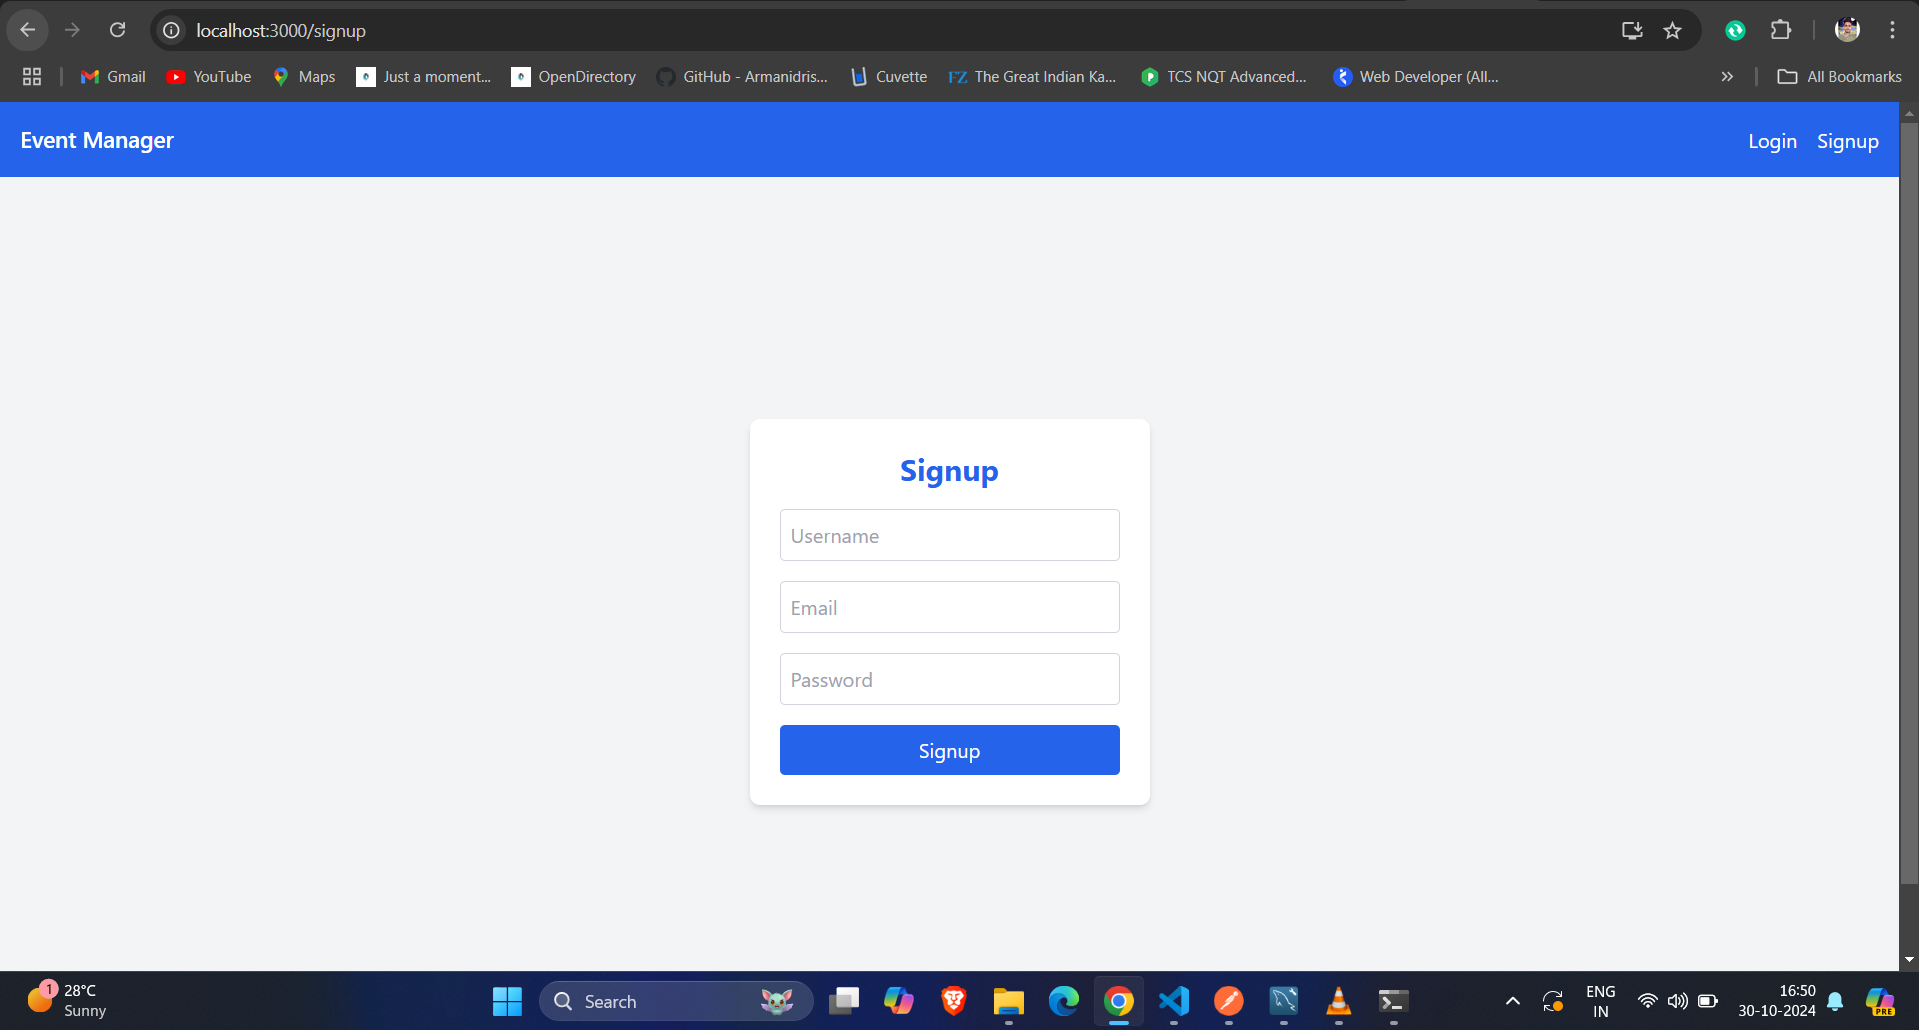 localhost:3000/signup
Gmail
YouTube
Maps
Just a moment...
OpenDirectory
GitHub - Armanidris...
Cuvette
FZ The Great Indian Ka...
TCS NQT Advanced...
Web Developer (All...
All Bookmarks
Event Manager
Login
Signup
Signup
Username
Email
Password
Signup
1
28°C
Sunny
Search
ENG
IN
16:50
30-10-2024
PRE